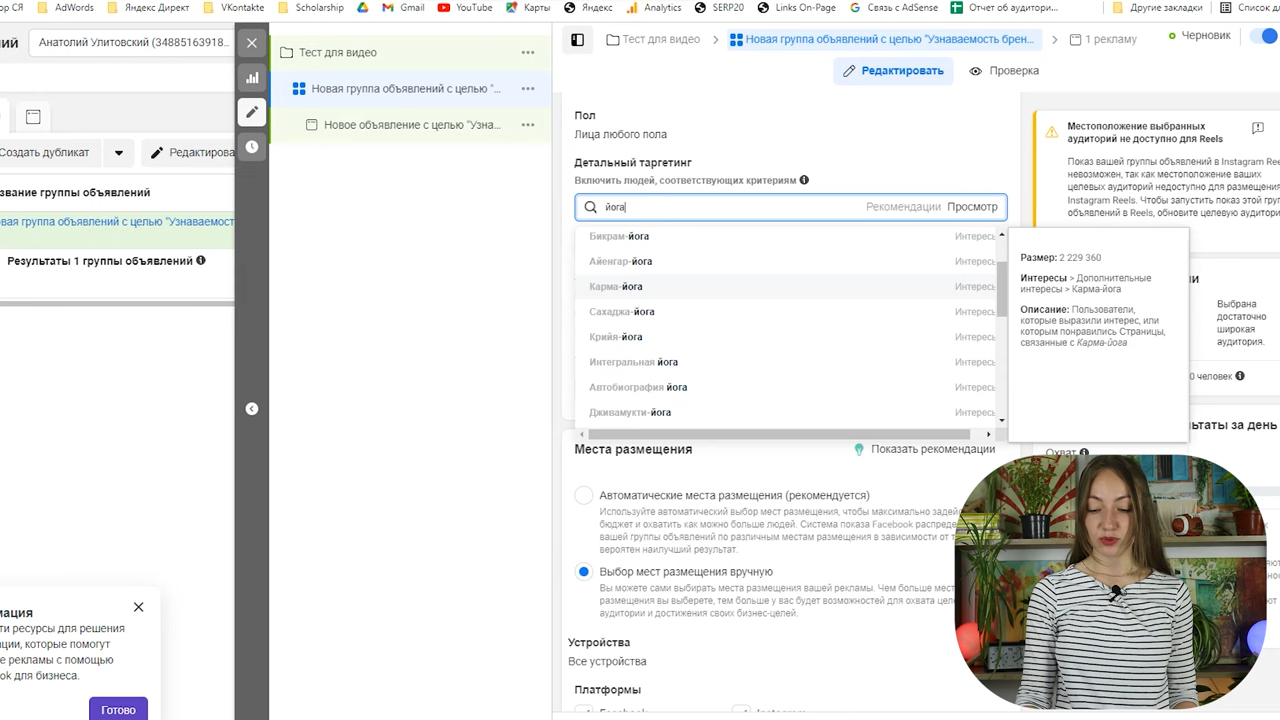 ор СЯ
AdWords
Яндекс Директ
VKontakte
Scholarship
Gmail
YouTube
Карты
Яндекс
Analytics
SERP20
Links On-Page
Связь с AdSense
Отчет об аудитори...
Другие закладки
Список дл
ний
Анатолий Улитовский (34885163918...
Создать дубликат
Редактирова
звание группы объявлений
овая группа объявлений с целью "Узнаваемост
Результаты 1 группы объявлений
мация
ти ресурсы для решения
ации, которые помогут
е рекламы с помощью
ok для бизнеса.
Готово
Тест для видео
Новая группа объявлений с целью "...
Новое объявление с целью "Узна...
Тест для видео
Новая группа объявлений с целью "Узнаваемость брен...
1 рекламу
Черновик
Редактировать
Проверка
Пол
Лица любого пола
Детальный таргетинг
Включить людей, соответствующих критериям
йога
Рекомендации
Просмотр
Бикрам-йога Интересы
Айенгар-йога Интересы
Карма-йога Интересы
Сахаджа-йога Интересы
Крийя-йога Интересы
Интегральная йога Интересы
Автобиография йога Интересы
Дживамукти-йога Интересы
Размер: 2 229 360
Интересы > Дополнительные
интересы > Карма-йога
Описание: Пользователи,
которые выразили интерес, или
которым понравились Страницы,
связанные с Карма-йога
Места размещения
Показать рекомендации
Автоматические места размещения (рекомендуется)
Используйте автоматический выбор мест размещения, чтобы максимально задей
бюджет и охватить как можно больше людей. Система показа Facebook распред
вашей группы объявлений по различным местам размещения в зависимости от т
вероятен наилучший результат.
Выбор мест размещения вручную
Вы можете сами выбирать места размещения вашей рекламы. Чем больше мест
размещения вы выберете, тем больше у вас будет возможностей для охвата целе
аудитории и достижения своих бизнес-целей.
Устройства
Все устройства
Платформы
Facebook
Instagram
Местоположение выбранных
аудиторий не доступно для Reels
Показ вашей группы объявлений в Instagram Ree
невозможен, так как местоположение ваших
целевых аудиторий недоступно для размещения
Instagram Reels. Чтобы запустить показ этой груп
объявлений в Reels, обновите целевую аудитори
ии
Выбрана
достаточно
широкая
аудитория.
0 человек
ьтаты за день
Охват